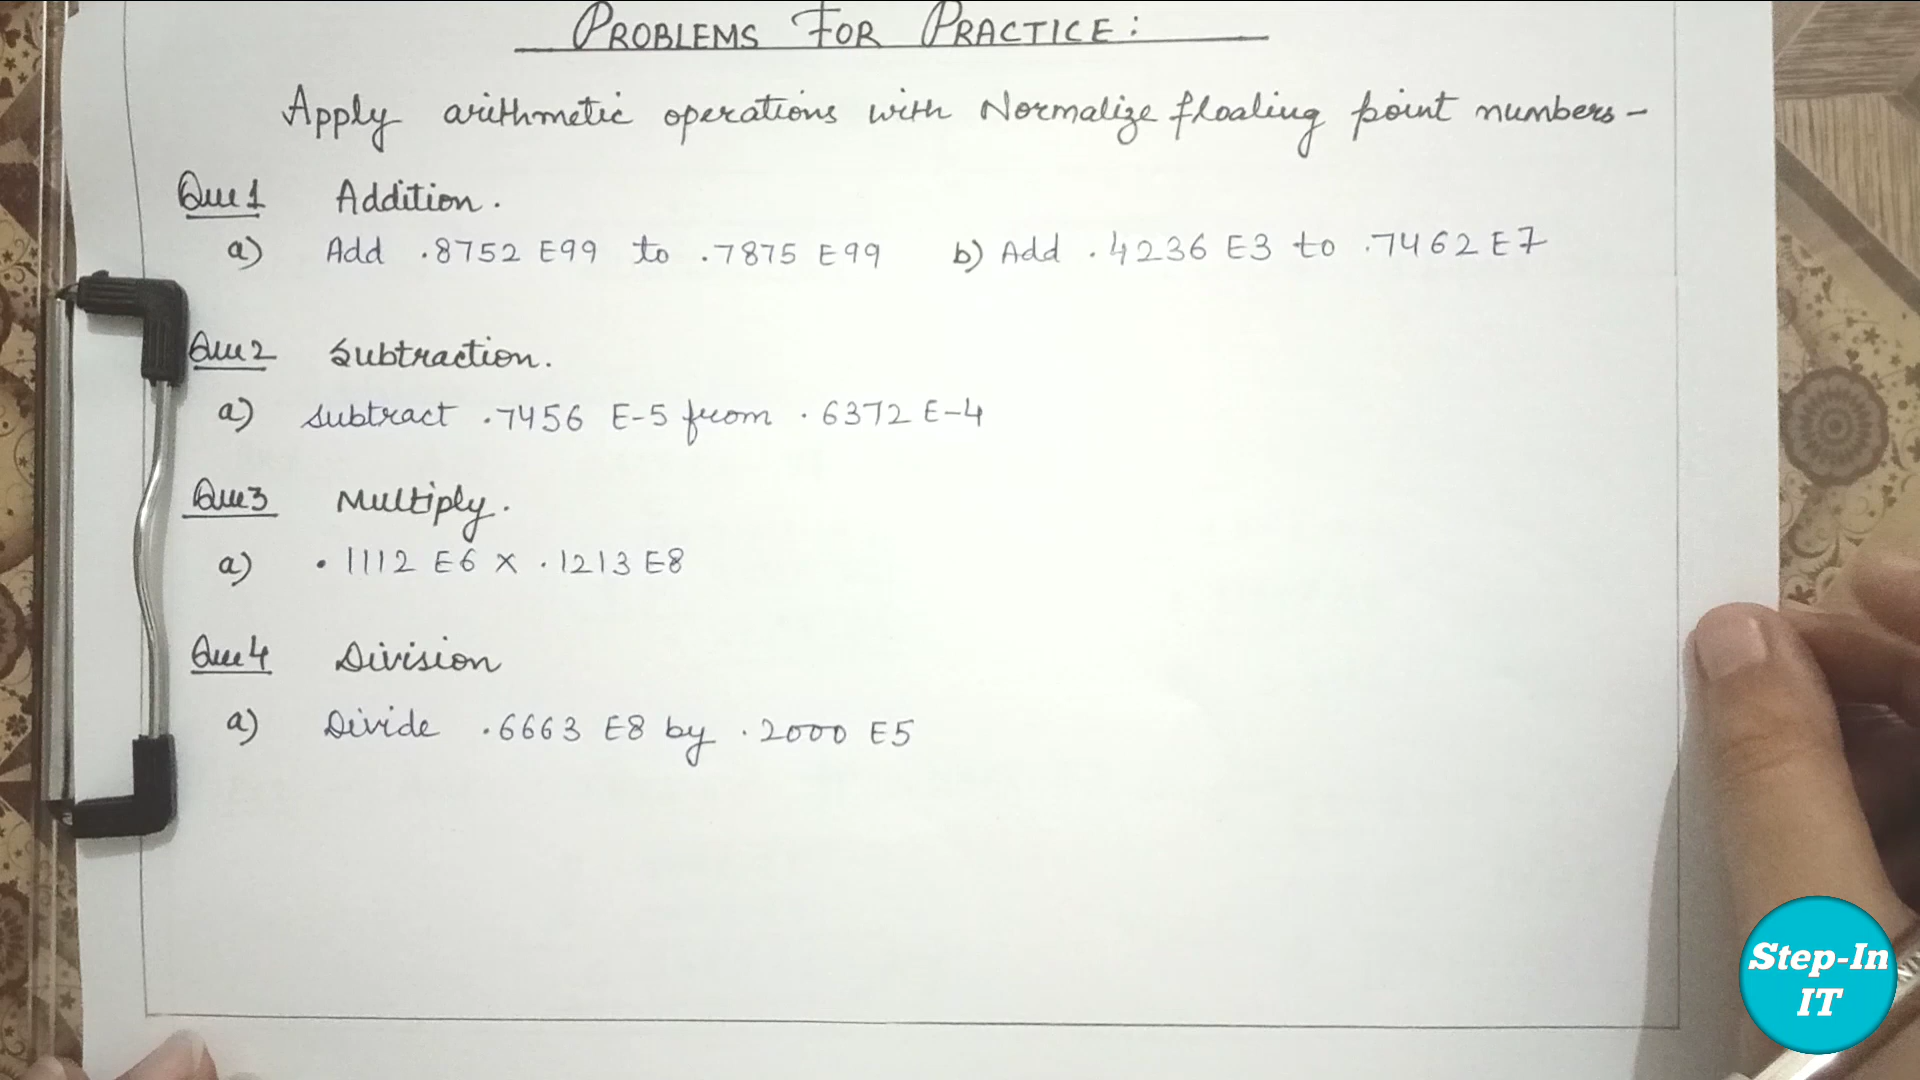 PROBLEMS FOR PRACTICE:
Apply arithmetic operations with Normalize floating point numbers-
Que 1 Addition.
a) Add .8752 E99 to .7875 E99 b) Add .4236 E3 to .7462 E7
Que 2 Subtraction.
a) Subtract .7456 E-5 from .6372 E-4
Que 3 Multiply.
a) .1112 E6 x .1213 E8
Que 4 Division
a) Divide .6663 E8 by .2000 E5
Step-In
IT